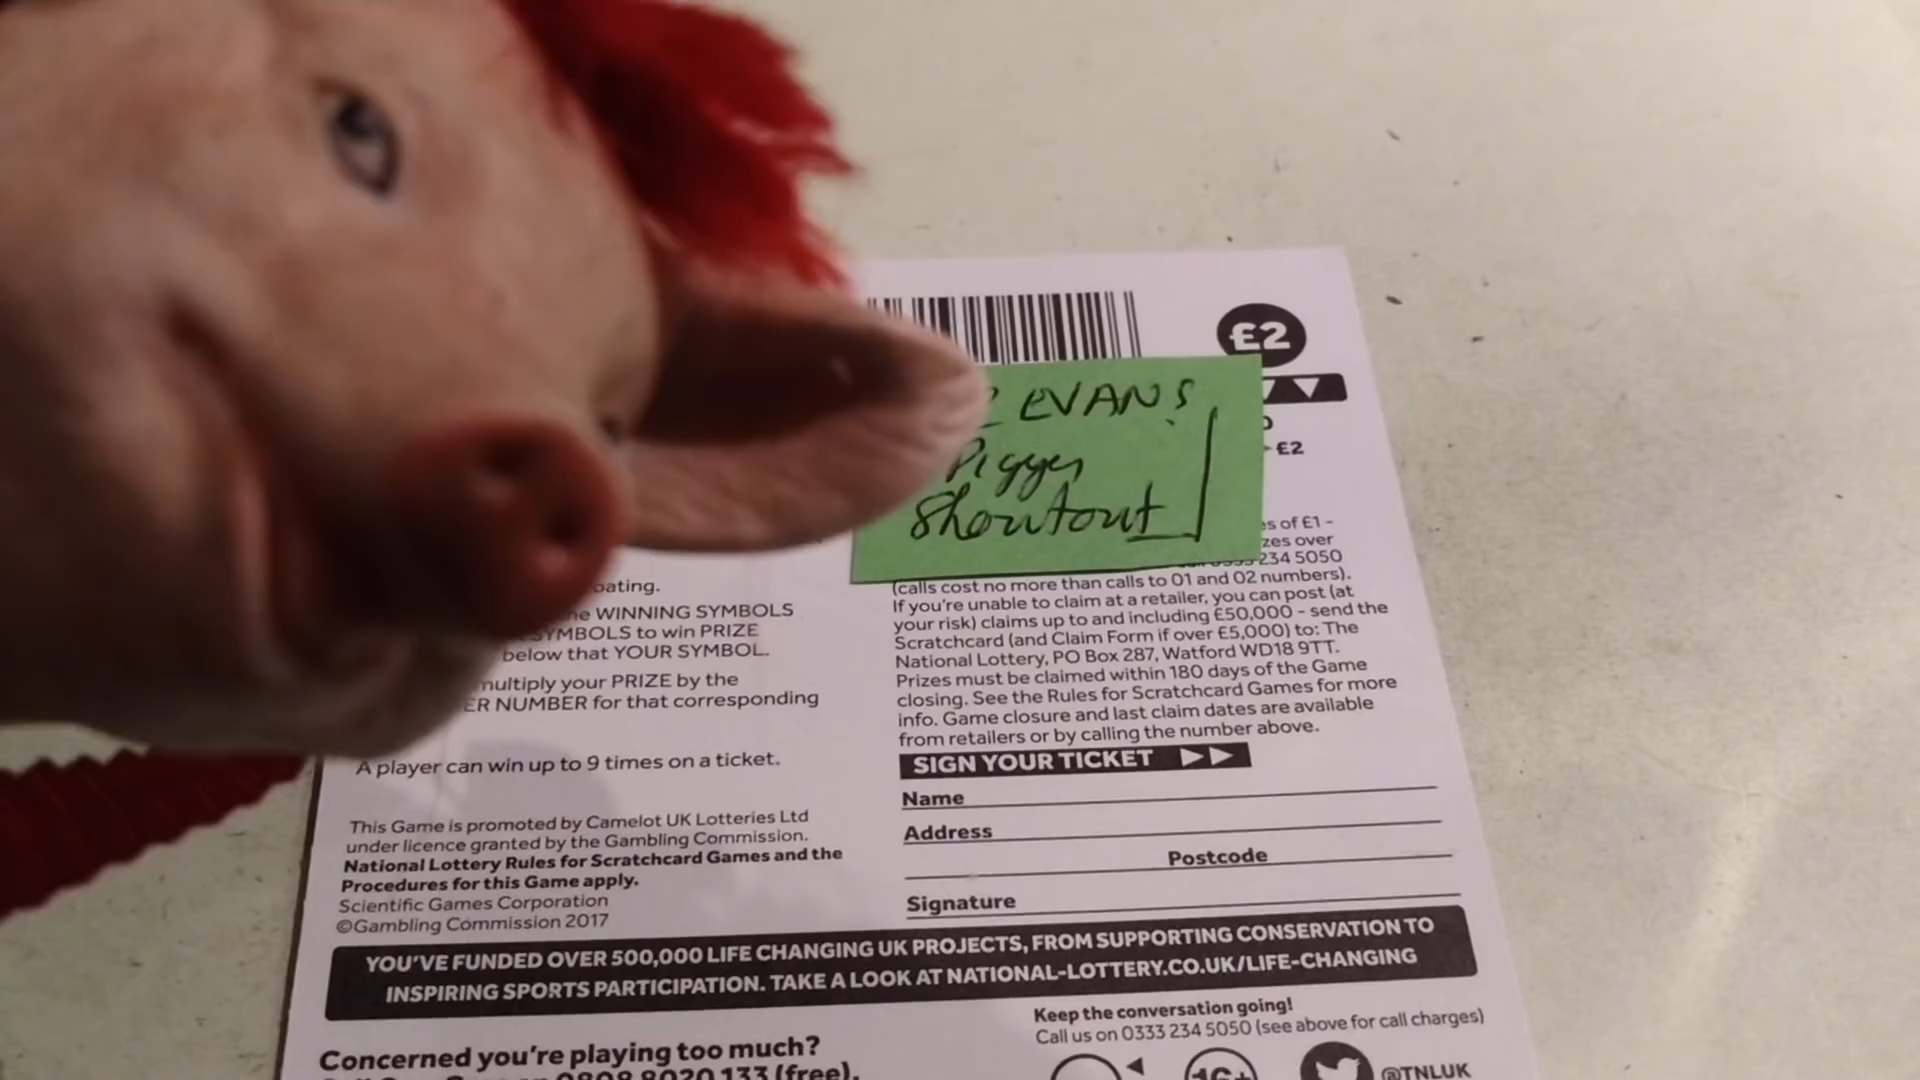 £2
EVANS
Piggy
Shoutout
£2
es of £1 -
zes over
234 5050
(calls cost no more than calls to 01 and 02 numbers).
If you're unable to claim at a retailer, you can post (at
your risk) claims up to and including £50,000 - send the
Scratchcard (and Claim Form if over £5,000) to: The
National Lottery, PO Box 287, Watford WD18 9TT.
Prizes must be claimed within 180 days of the Game
closing. See the Rules for Scratchcard Games for more
info. Game closure and last claim dates are available
from retailers or by calling the number above.
SIGN YOUR TICKET
Name
Address
Postcode
Signature
oating.
he WINNING SYMBOLS
SYMBOLS to win PRIZE
below that YOUR SYMBOL.
multiply your PRIZE by the
ER NUMBER for that corresponding
A player can win up to 9 times on a ticket.
This Game is promoted by Camelot UK Lotteries Ltd
under licence granted by the Gambling Commission.
National Lottery Rules for Scratchcard Games and the
Procedures for this Game apply.
Scientific Games Corporation
©Gambling Commission 2017
YOU'VE FUNDED OVER 500,000 LIFE CHANGING UK PROJECTS, FROM SUPPORTING CONSERVATION TO
INSPIRING SPORTS PARTICIPATION. TAKE A LOOK AT NATIONAL-LOTTERY.CO.UK/LIFE-CHANGING
Concerned you're playing too much?
0808 8020 133 (free).
Keep the conversation going!
Call us on 0333 234 5050 (see above for call charges)
16+
@TNLUK